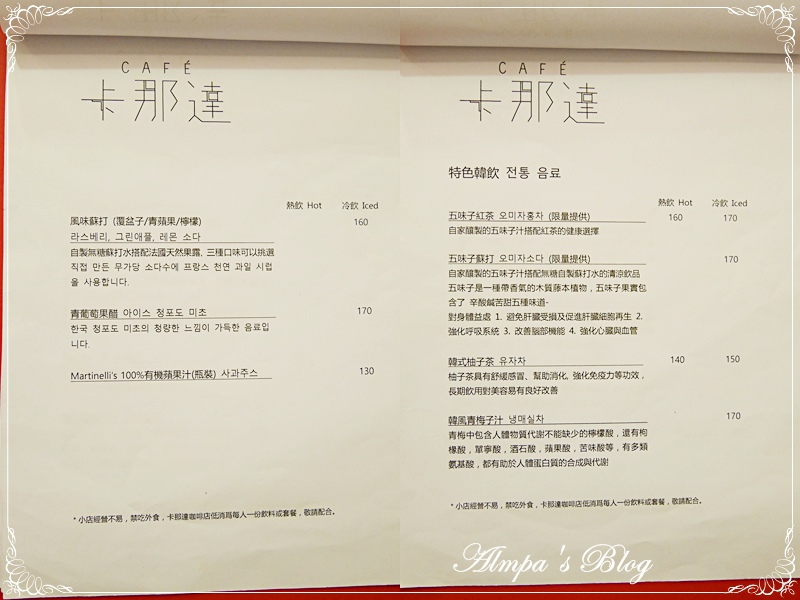 CAFÉ
卡那達
熱飲 Hot 冷飲 Iced
風味蘇打 (覆盆子/青蘋果/檸檬) 160
라스베리, 그린애플, 레몬 소다
自製無糖蘇打水搭配法國天然果露, 三種口味可以挑選
직접 만든 무가당 소다수에 프랑스 천연 과일 시럽
을 사용합니다.
青葡萄果醋 아이스 청포도 미초 170
한국 청포도 미초의 청량한 느낌이 가득한 음료입
니다.
Martinelli's 100%有機蘋果汁(瓶裝) 사과주스 130
* 小店經營不易，禁吃外食，卡那達咖啡店低消爲每人一份飲料或套餐，敬請配合。
CAFÉ
卡那達
特色韓飲 전통 음료
熱飲 Hot 冷飲 Iced
五味子紅茶 오미자홍차 (限量提供) 160 170
自家釀製的五味子汁搭配紅茶的健康選擇
五味子蘇打 오미자소다 (限量提供) 170
自家釀製的五味子汁搭配無糖自製蘇打水的清涼飲品
五味子是一種帶香氣的木質藤本植物，五味子果實包
含了 辛酸鹹苦甜五種味道-
對身體益處 1. 避免肝臟受損及促進肝臟細胞再生 2.
強化呼吸系統 3. 改善腦部機能 4. 強化心臟與血管
韓式柚子茶 유자차 140 150
柚子茶具有舒緩感冒、幫助消化, 強化免疫力等功效，
長期飲用對美容易有良好改善
韓風青梅子汁 냉매실차 170
青梅中包含人體物質代謝不能缺少的檸檬酸，還有枸
橼酸，單寧酸，酒石酸，蘋果酸，苦味酸等，有多類
氨基酸，都有助於人體蛋白質的合成與代謝
* 小店經營不易，禁吃外食，卡那達咖啡店低消爲每人一份飲料或套餐，敬請配合。
Almpa's Blog